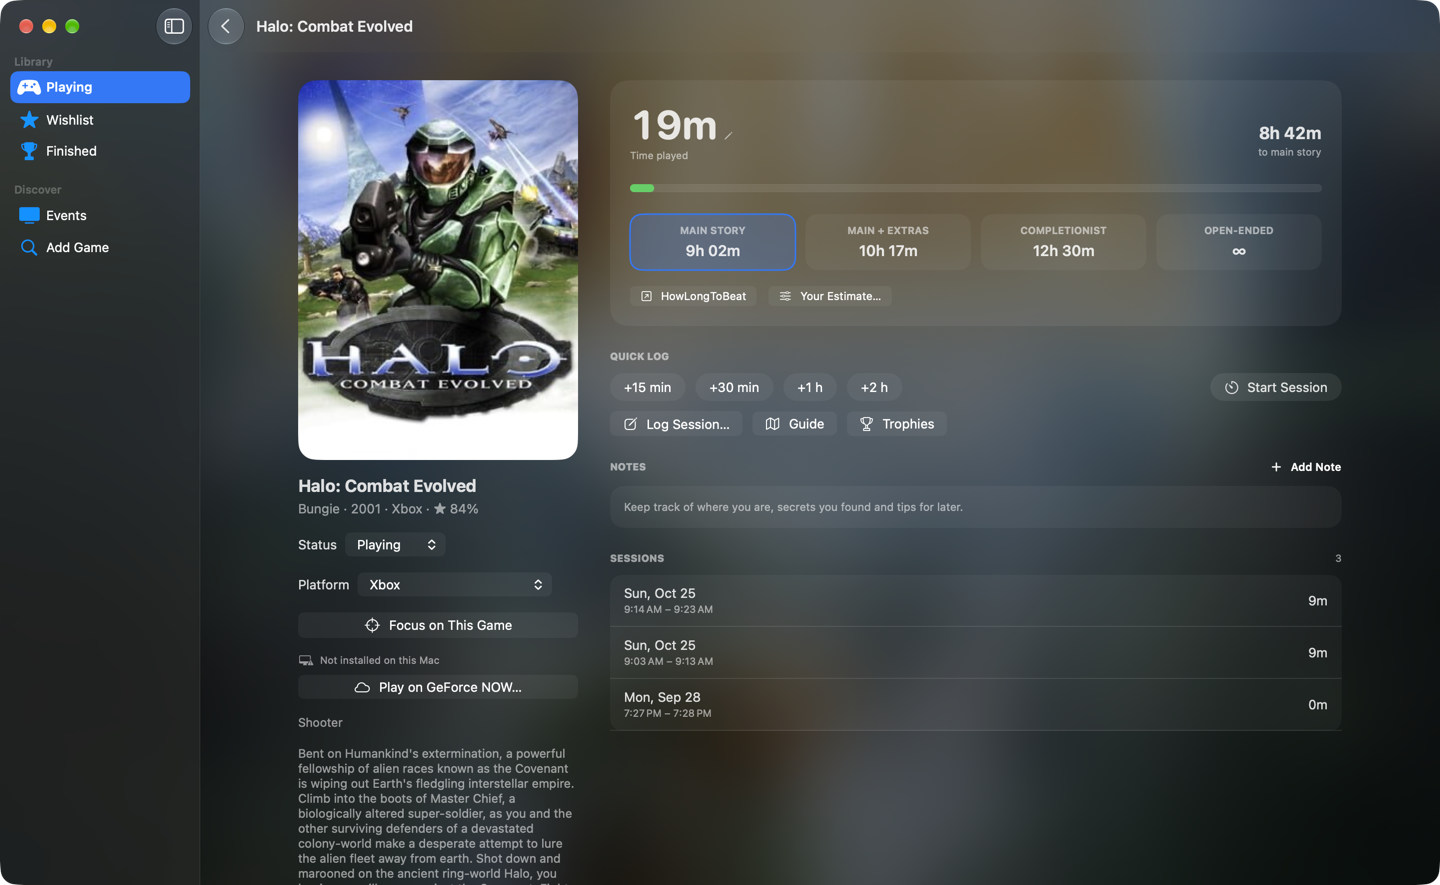 Halo: Combat Evolved
Library
Playing
Wishlist
Finished
Discover
Events
Add Game
HALO
COMBAT EVOLVED
Halo: Combat Evolved
Bungie · 2001 · Xbox · ★ 84%
Status Playing
Platform Xbox
Focus on This Game
Not installed on this Mac
Play on GeForce NOW...
Shooter
Bent on Humankind's extermination, a powerful
fellowship of alien races known as the Covenant
is wiping out Earth's fledgling interstellar empire.
Climb into the boots of Master Chief, a
biologically altered super-soldier, as you and the
other surviving defenders of a devastated
colony-world make a desperate attempt to lure
the alien fleet away from earth. Shot down and
marooned on the ancient ring-world Halo, you
19m
Time played
8h 42m
to main story
MAIN STORY
9h 02m
MAIN + EXTRAS
10h 17m
COMPLETIONIST
12h 30m
OPEN-ENDED
∞
HowLongToBeat
Your Estimate...
QUICK LOG
+15 min
+30 min
+1 h
+2 h
Start Session
Log Session...
Guide
Trophies
NOTES
+ Add Note
Keep track of where you are, secrets you found and tips for later.
SESSIONS
3
Sun, Oct 25
9:14 AM – 9:23 AM
9m
Sun, Oct 25
9:03 AM – 9:13 AM
9m
Mon, Sep 28
7:27 PM – 7:28 PM
0m